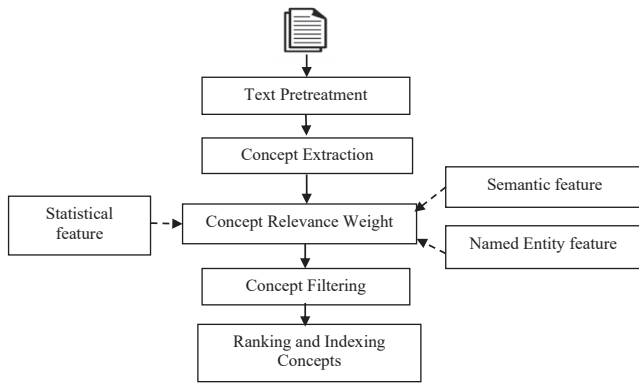 Text Pretreatment
Concept Extraction
Semantic feature
Statistical
feature
Concept Relevance Weight
Named Entity feature
Concept Filtering
Ranking and Indexing
Concepts